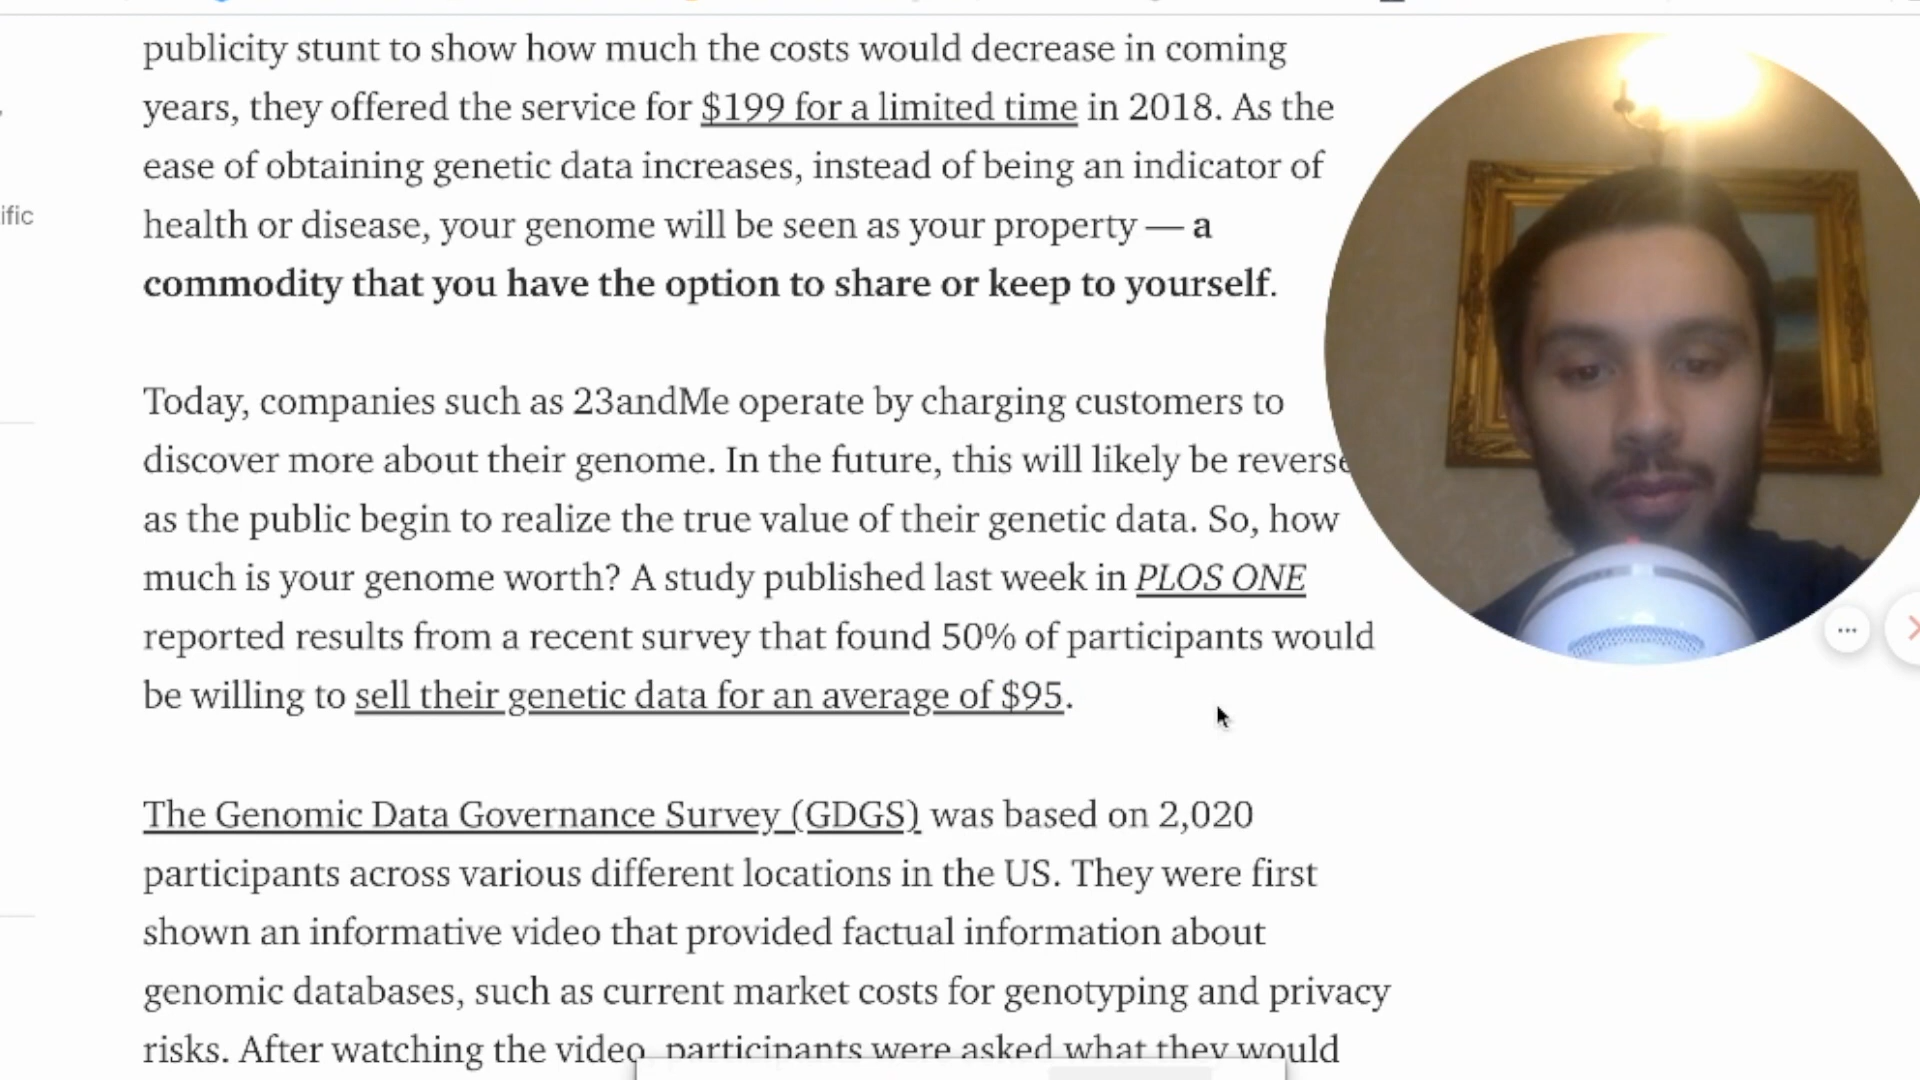 publicity stunt to show how much the costs would decrease in coming
years, they offered the service for $199 for a limited time in 2018. As the
ease of obtaining genetic data increases, instead of being an indicator of
ific
health or disease, your genome will be seen as your property — a
commodity that you have the option to share or keep to yourself.
Today, companies such as 23andMe operate by charging customers to
discover more about their genome. In the future, this will likely be reverse
as the public begin to realize the true value of their genetic data. So, how
much is your genome worth? A study published last week in PLOS ONE
reported results from a recent survey that found 50% of participants would
be willing to sell their genetic data for an average of $95.
The Genomic Data Governance Survey (GDGS) was based on 2,020
participants across various different locations in the US. They were first
shown an informative video that provided factual information about
genomic databases, such as current market costs for genotyping and privacy
risks. After watching the video, participants were asked what they would